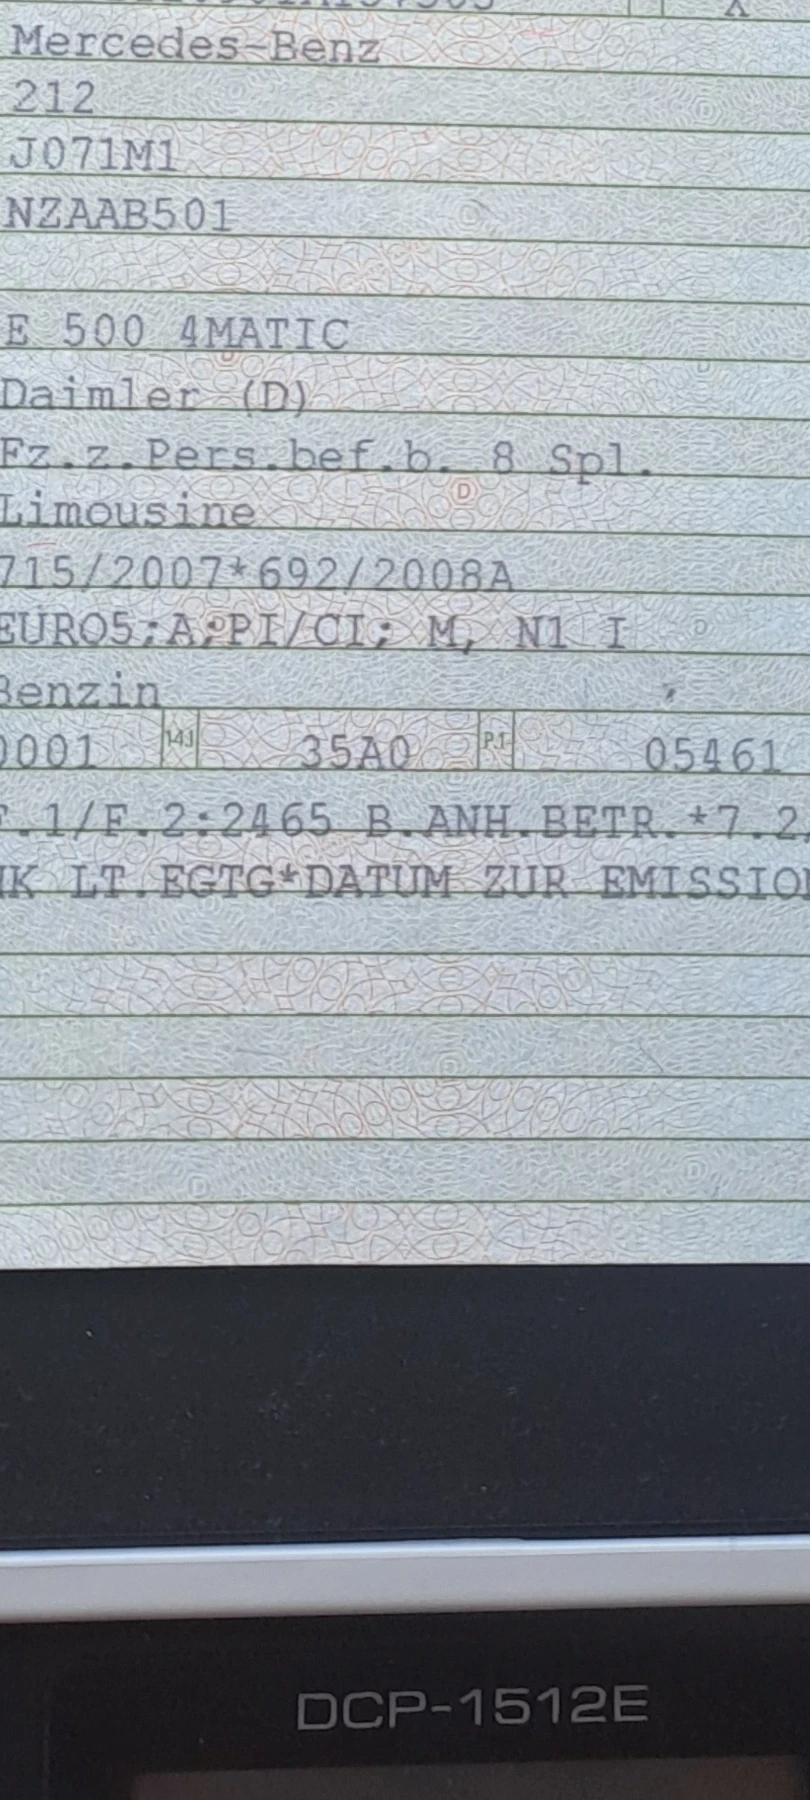 Mercedes-Benz
212
J071M1
NZAAB501
E 500 4MATIC
Daimler (D)
Fz.z.Pers.bef.b. 8 Spl.
Limousine
715/2007*692/2008A
EURO5;A;PI/CI; M, N1 I
Benzin
0001 14.1 35A0 P.1 05461
F.1/F.2:2465 B.ANH.BETR.*7.2
LT.EGTG*DATUM ZUR EMISSION
DCP-1512E